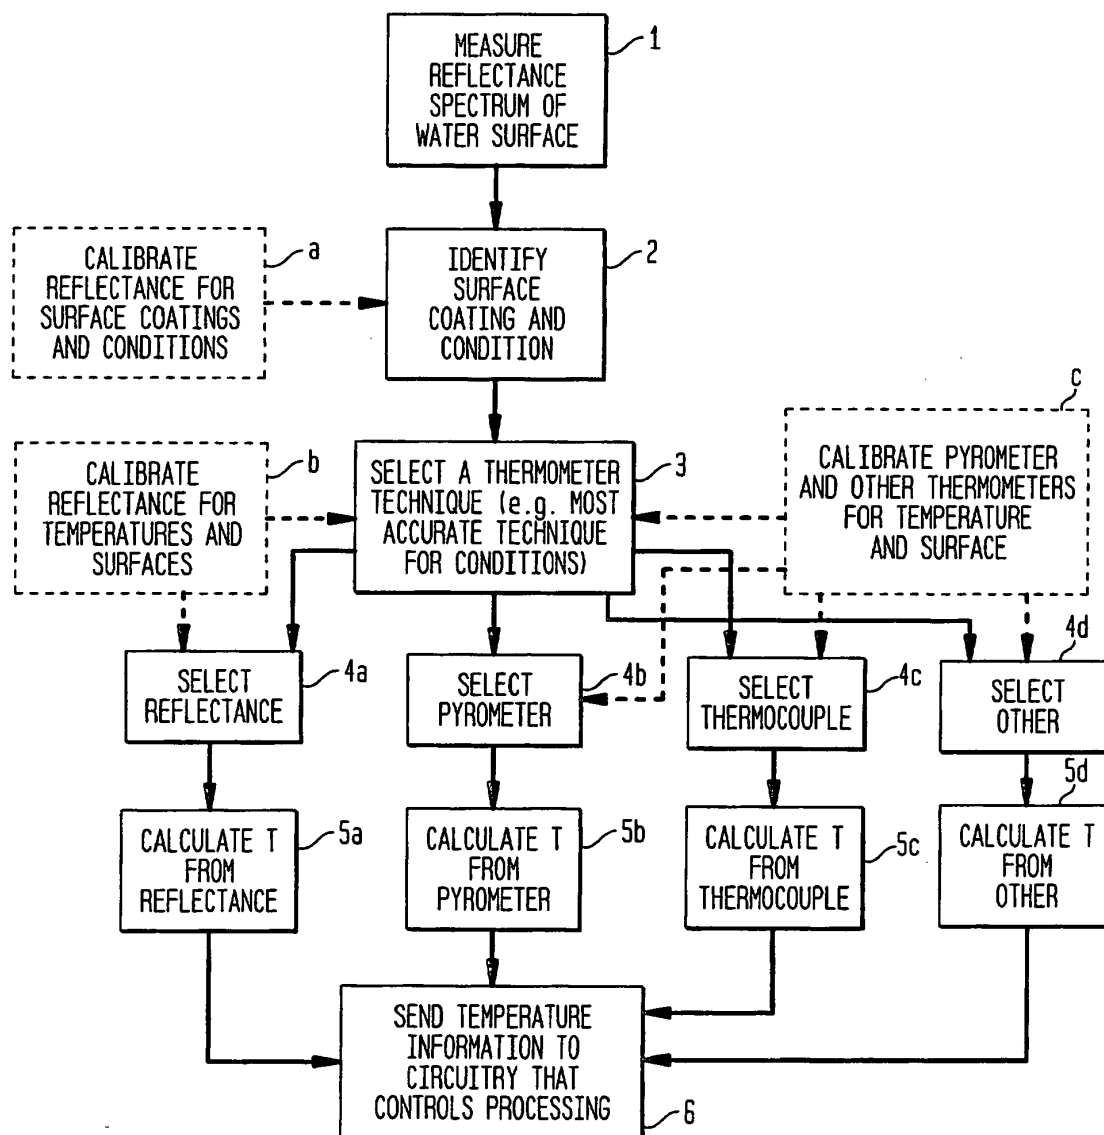 MEASURE
REFLECTANCE
SPECTRUM OF
WATER SURFACE
1
CALIBRATE
REFLECTANCE FOR
SURFACE COATINGS
AND CONDITIONS
a
IDENTIFY
SURFACE
COATING AND
CONDITION
2
CALIBRATE
REFLECTANCE FOR
TEMPERATURES AND
SURFACES
b
SELECT A THERMOMETER
TECHNIQUE (e.g. MOST
ACCURATE TECHNIQUE
FOR CONDITIONS)
3
CALIBRATE PYROMETER
AND OTHER THERMOMETERS
FOR TEMPERATURE
AND SURFACE
c
SELECT
REFLECTANCE
4a
SELECT
PYROMETER
4b
SELECT
THERMOCOUPLE
4c
SELECT
OTHER
4d
CALCULATE T
FROM
REFLECTANCE
5a
CALCULATE T
FROM
PYROMETER
5b
CALCULATE T
FROM
THERMOCOUPLE
5c
CALCULATE T
FROM
OTHER
5d
SEND TEMPERATURE
INFORMATION TO
CIRCUITRY THAT
CONTROLS PROCESSING
6